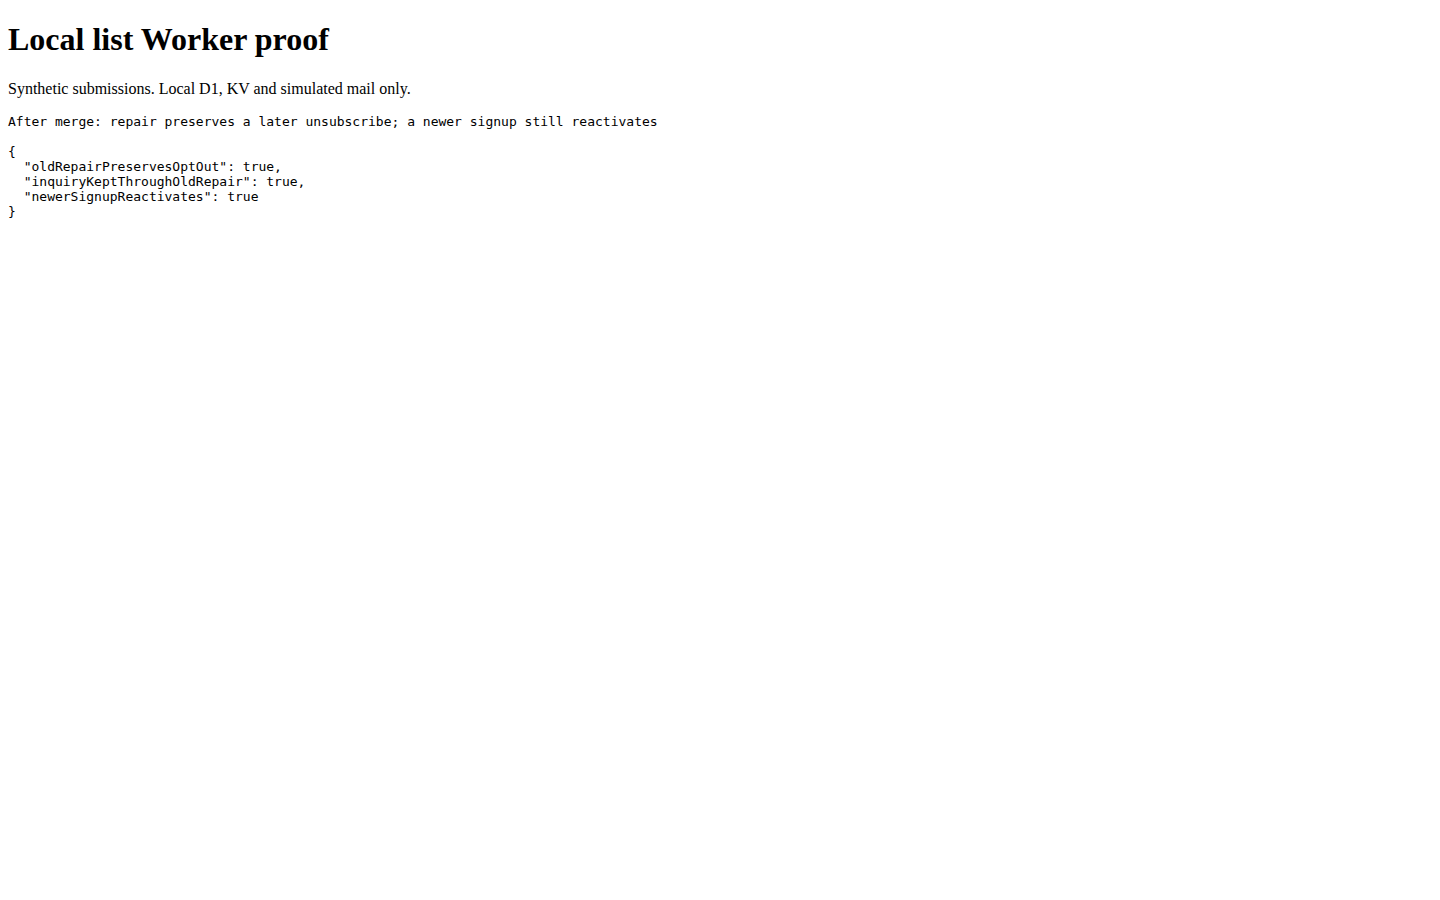 Local list Worker proof
Synthetic submissions. Local D1, KV and simulated mail only.
After merge: repair preserves a later unsubscribe; a newer signup still reactivates
{
  "oldRepairPreservesOptOut": true,
  "inquiryKeptThroughOldRepair": true,
  "newerSignupReactivates": true
}